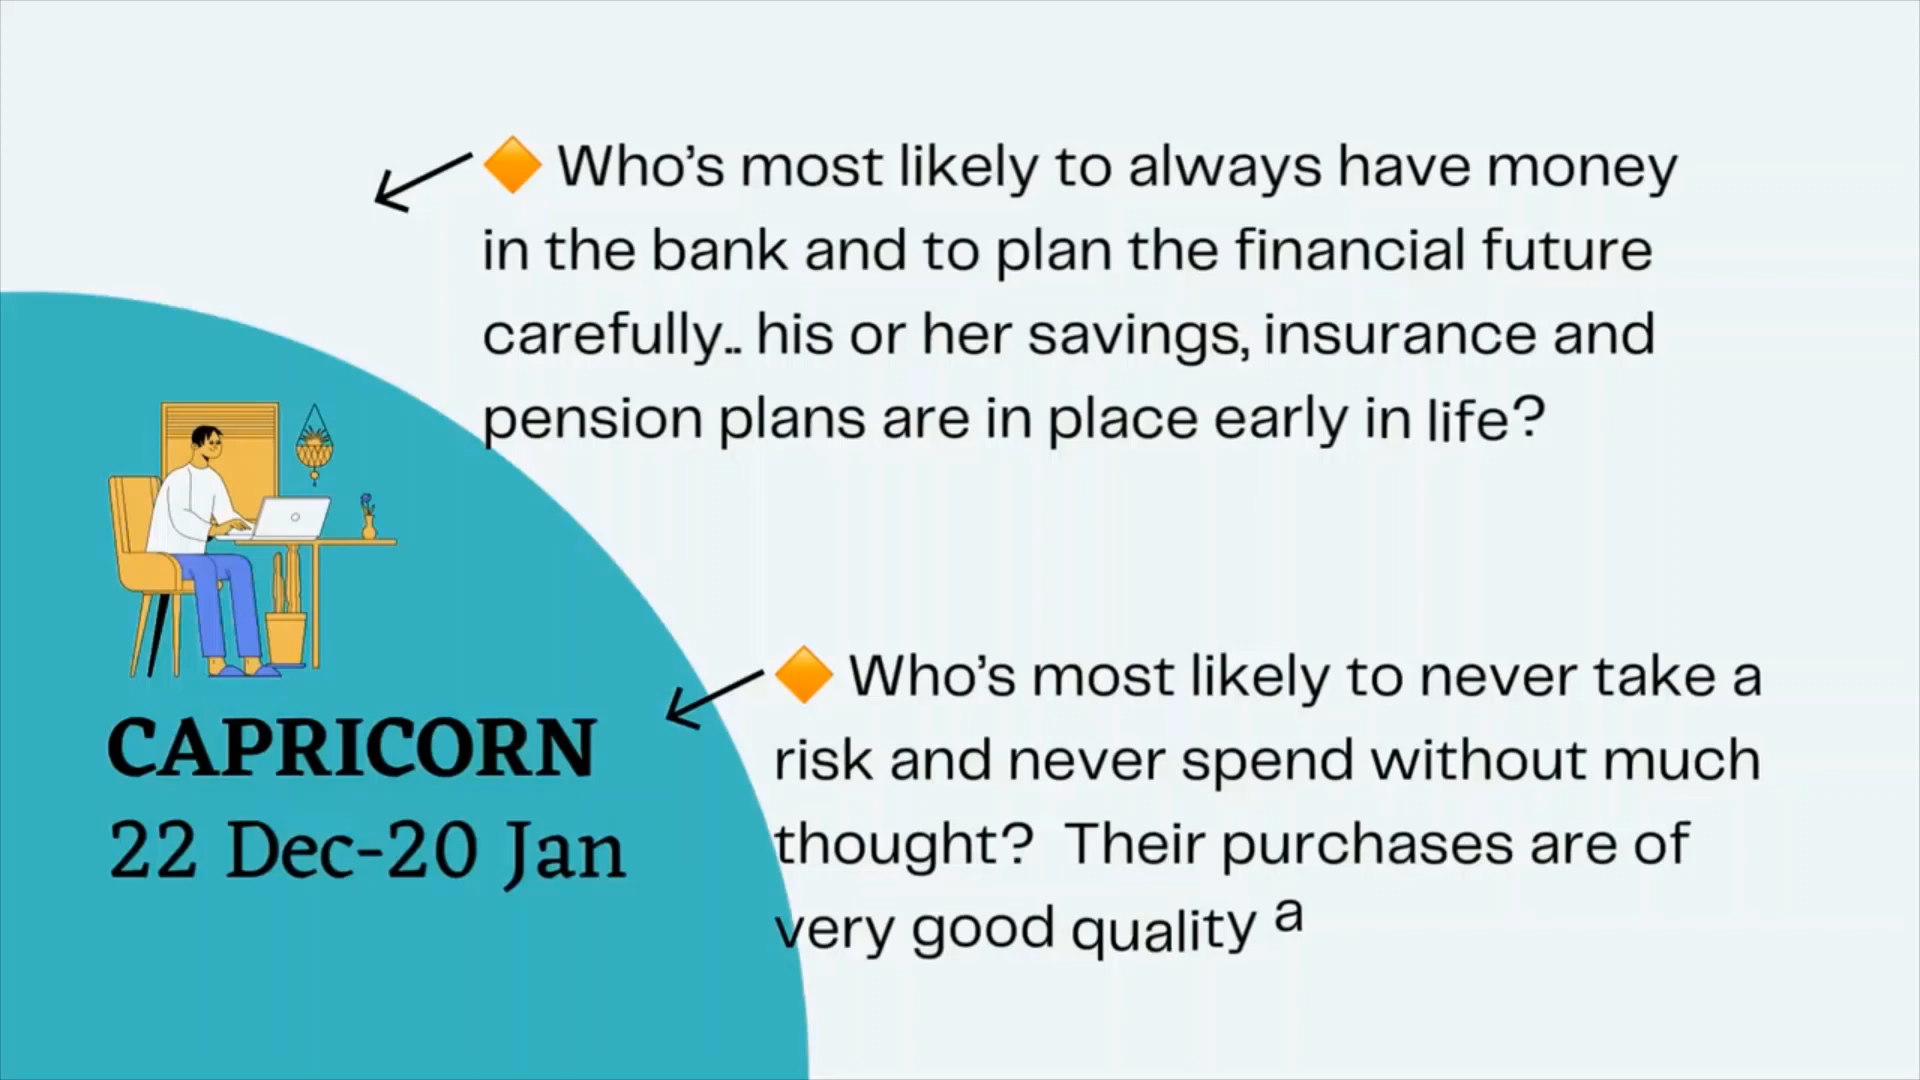 🔶 Who's most likely to always have money
in the bank and to plan the financial future
carefully.. his or her savings, insurance and
pension plans are in place early in life?
CAPRICORN
22 Dec-20 Jan
🔶 Who's most likely to never take a
risk and never spend without much
thought? Their purchases are of
very good quality a